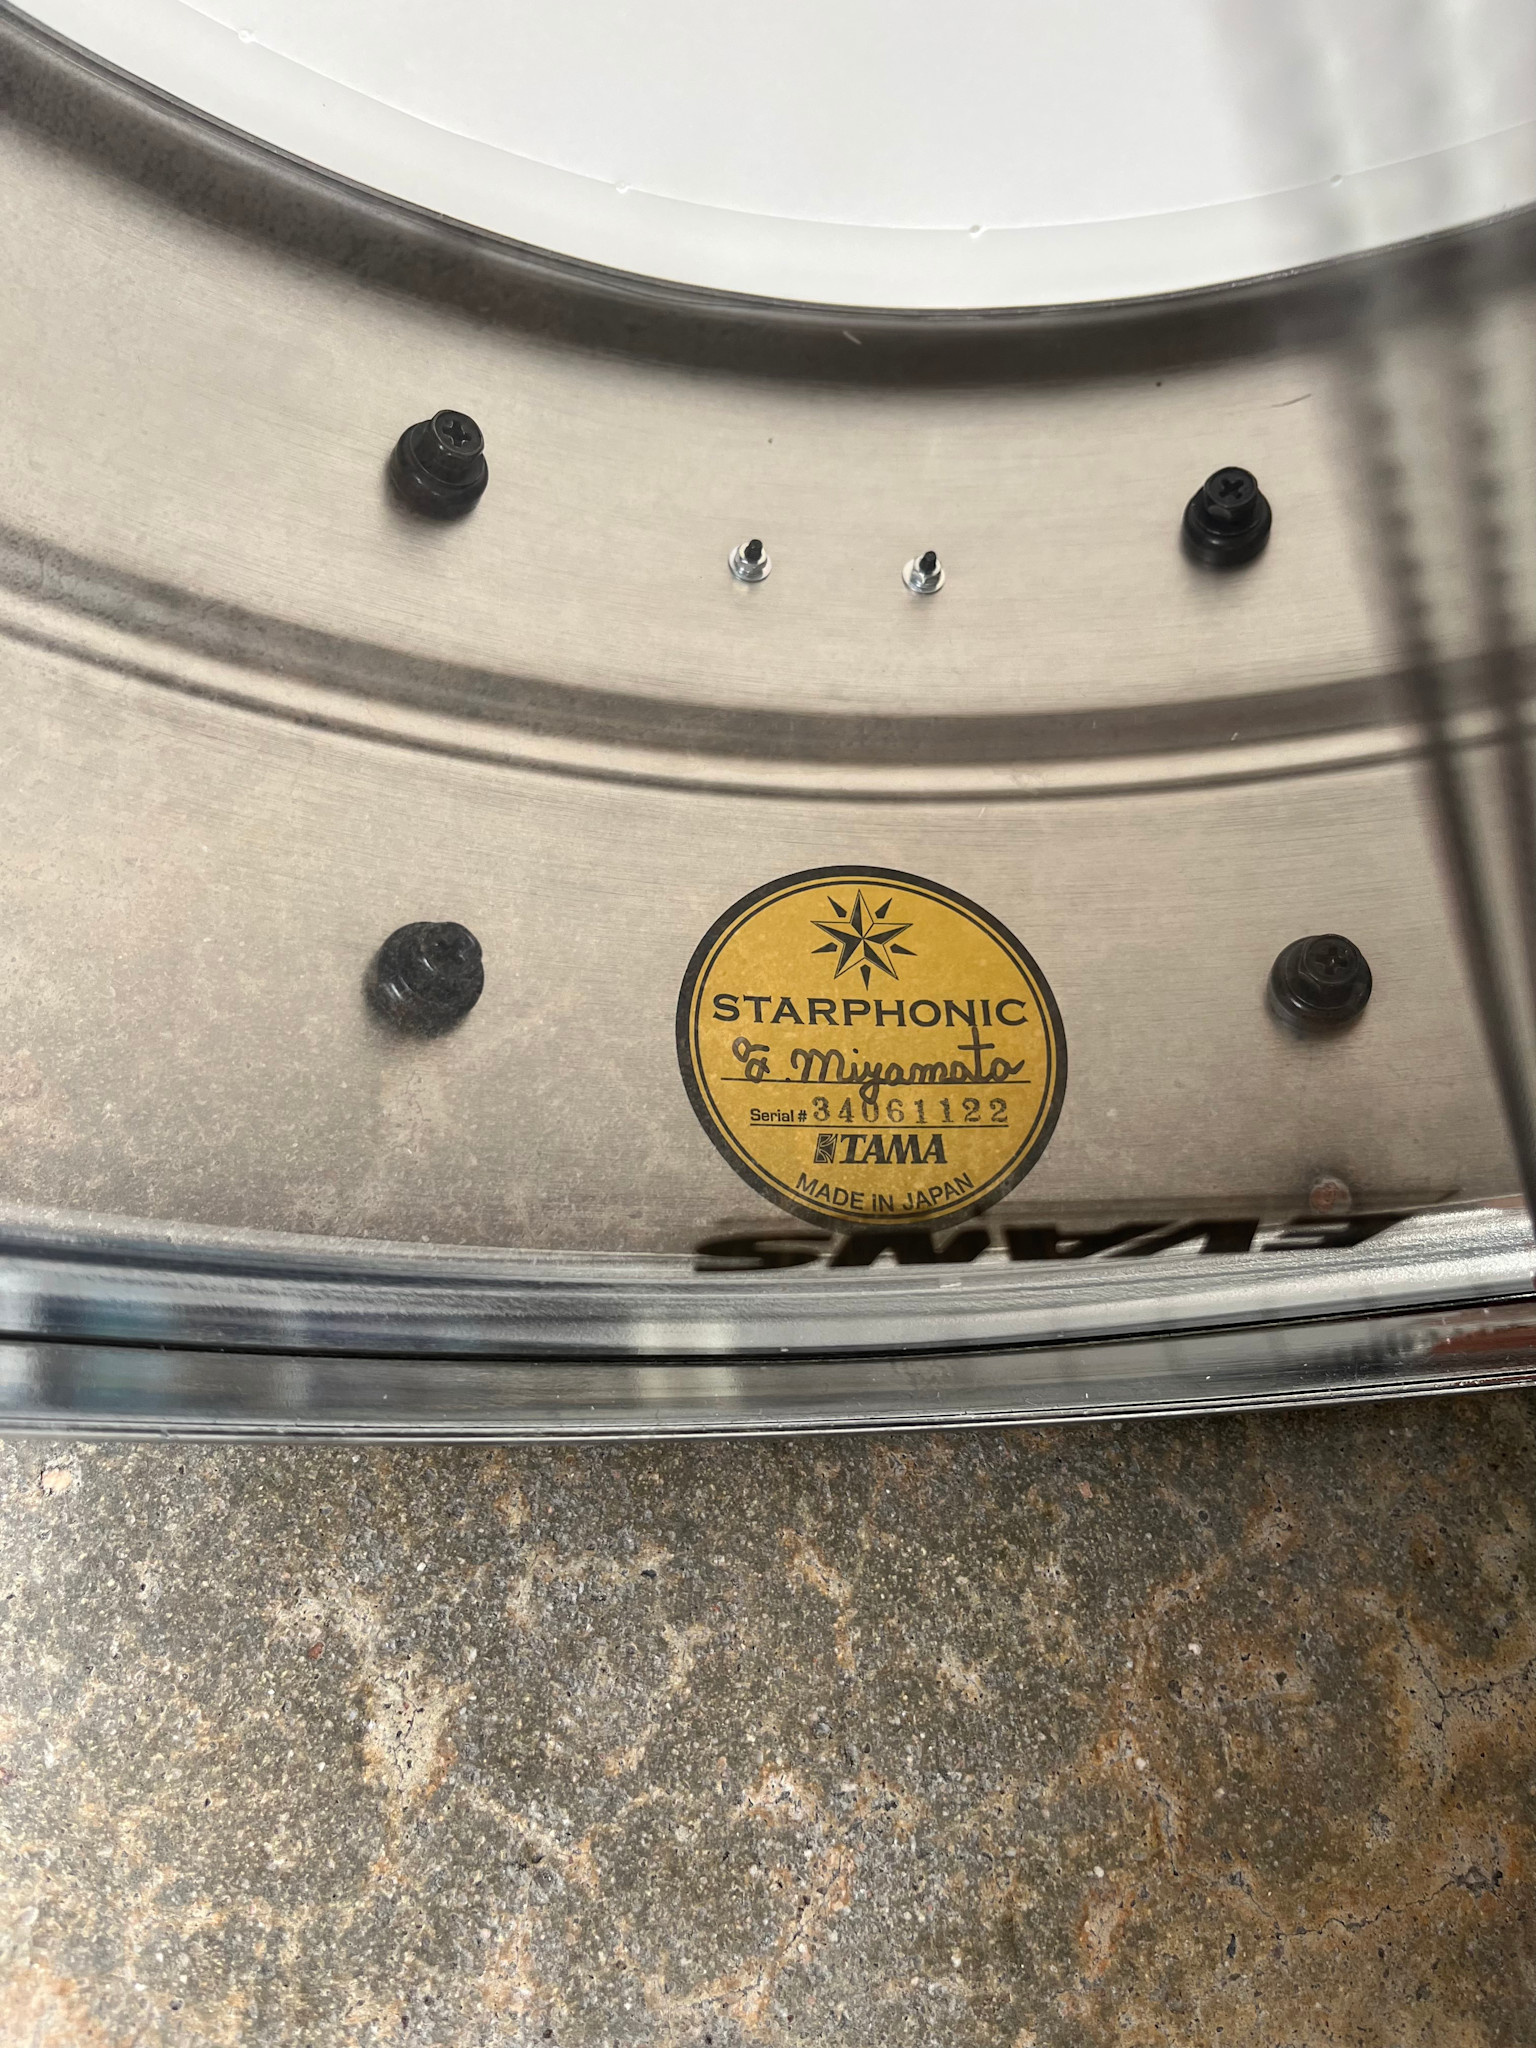 STARPHONIC
F. Miyamoto
Serial # 34061122
TAMA
MADE iN JAPAN
EVANS